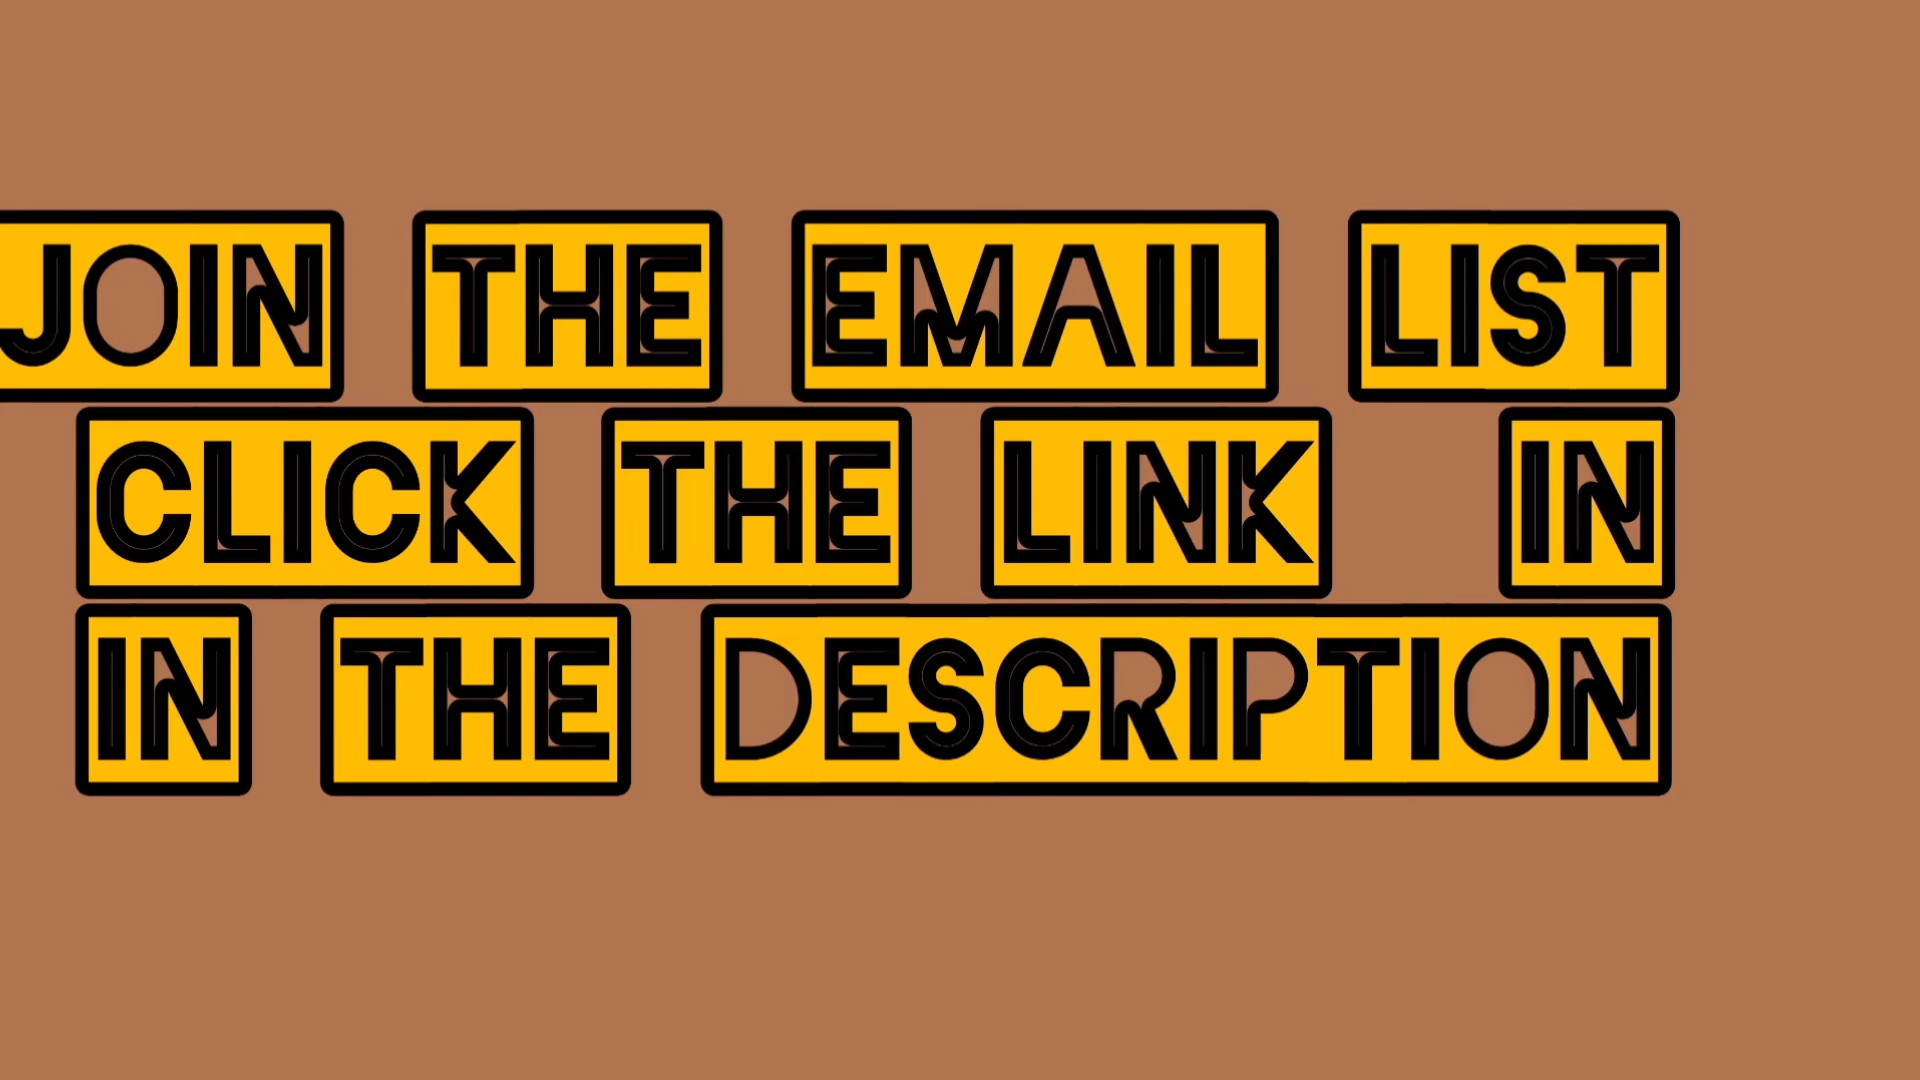 JOIN THE EMAIL LIST
CLICK THE LINK IN
IN THE DESCRIPTION